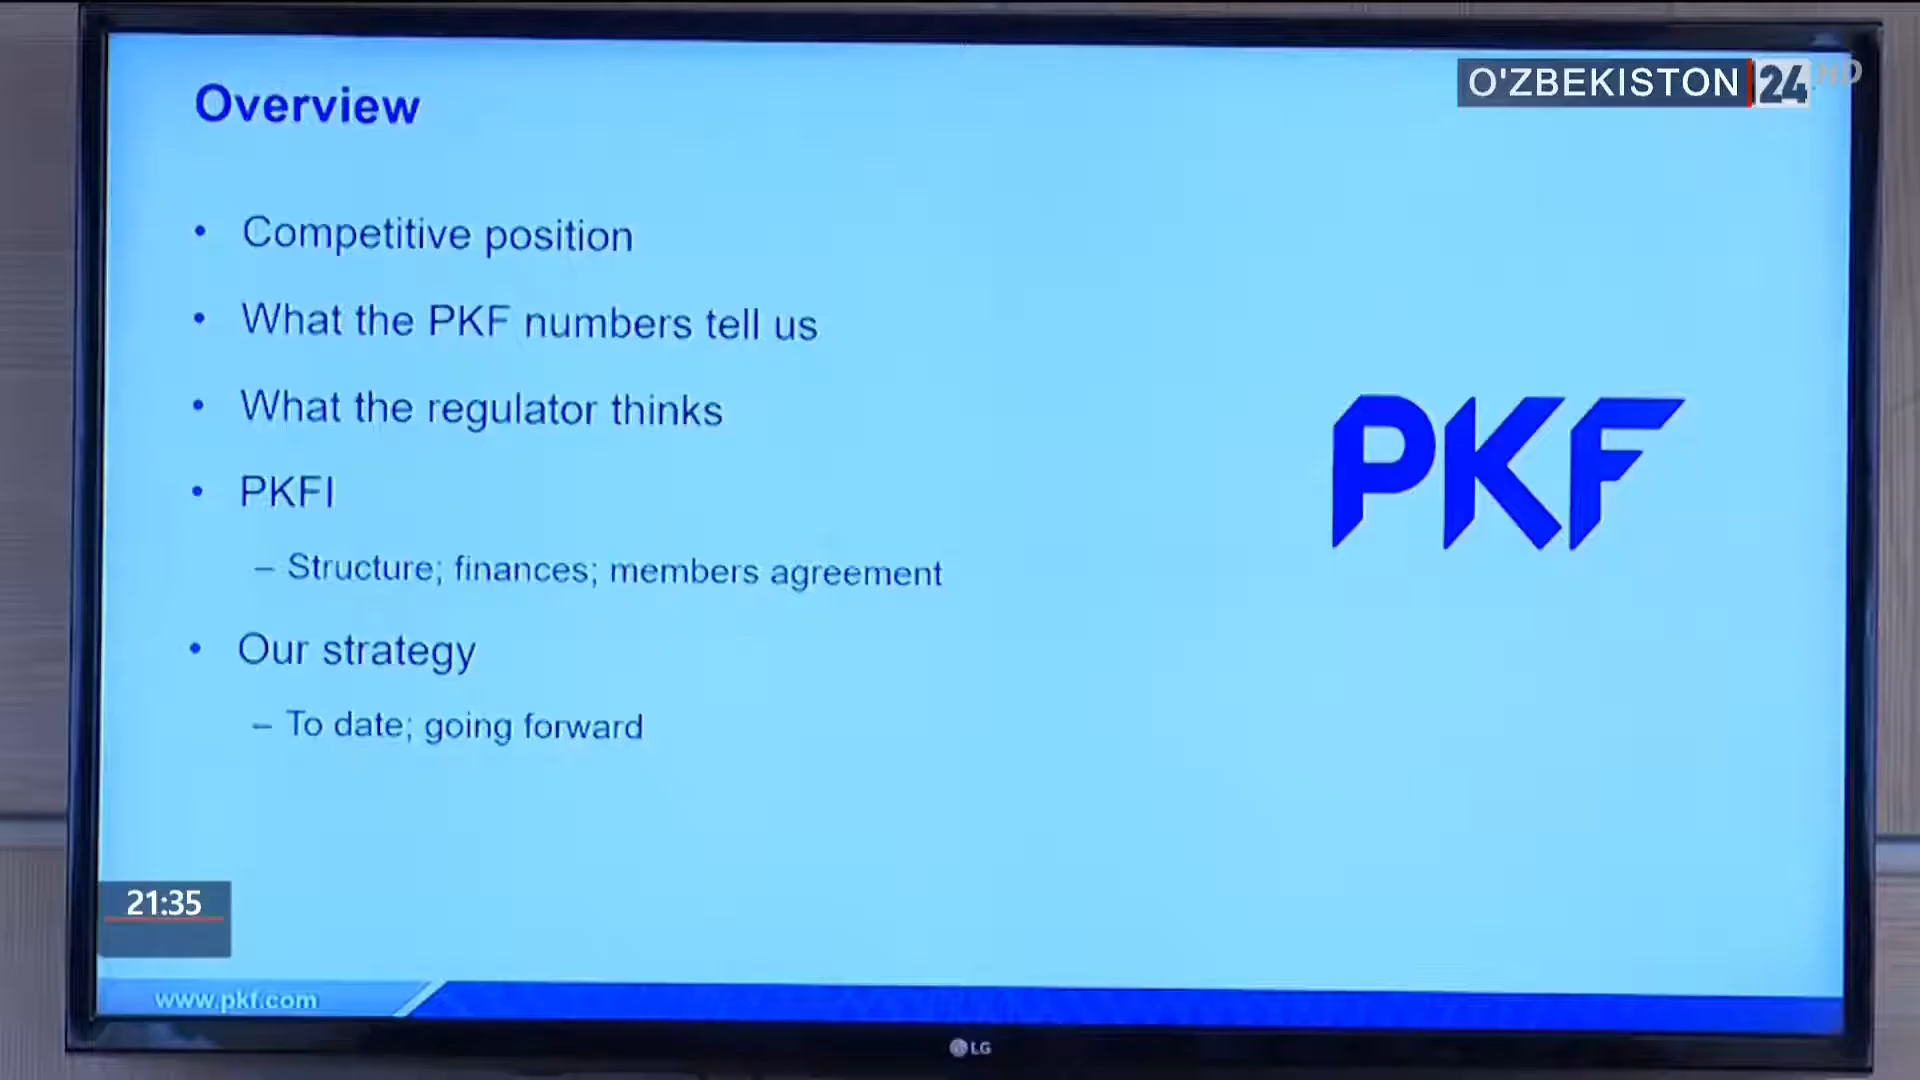 Overview
O'ZBEKISTON 24 HD
• Competitive position
• What the PKF numbers tell us
• What the regulator thinks
• PKFI
– Structure; finances; members agreement
• Our strategy
– To date; going forward
PKF
21:35
www.pkf.com
LG